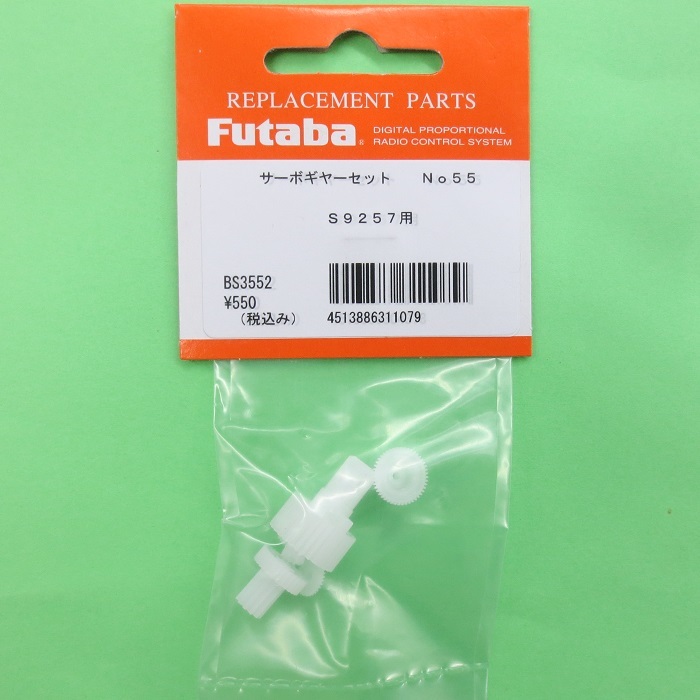 REPLACEMENT PARTS
Futaba® DIGITAL PROPORTIONAL
RADIO CONTROL SYSTEM
サーボギヤーセット　Ｎｏ５５
Ｓ９２５７用
BS3552
¥550
(税込み)
4513886311079